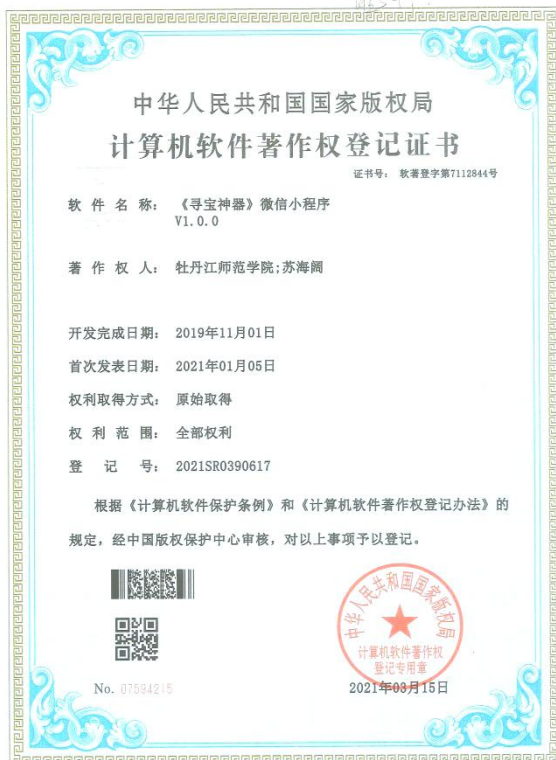 中华人民共和国国家版权局
计算机软件著作权登记证书
证书号： 软著登字第7112844号
软件名称： 《寻宝神器》微信小程序
V1.0.0
著作权人： 牡丹江师范学院;苏海阔
开发完成日期： 2019年11月01日
首次发表日期： 2021年01月05日
权利取得方式： 原始取得
权利范围： 全部权利
登记号： 2021SR0390617
根据《计算机软件保护条例》和《计算机软件著作权登记办法》的
规定，经中国版权保护中心审核，对以上事项予以登记。
中华人民共和国国家版权局
计算机软件著作权
登记专用章
No. 07594215
2021年03月15日